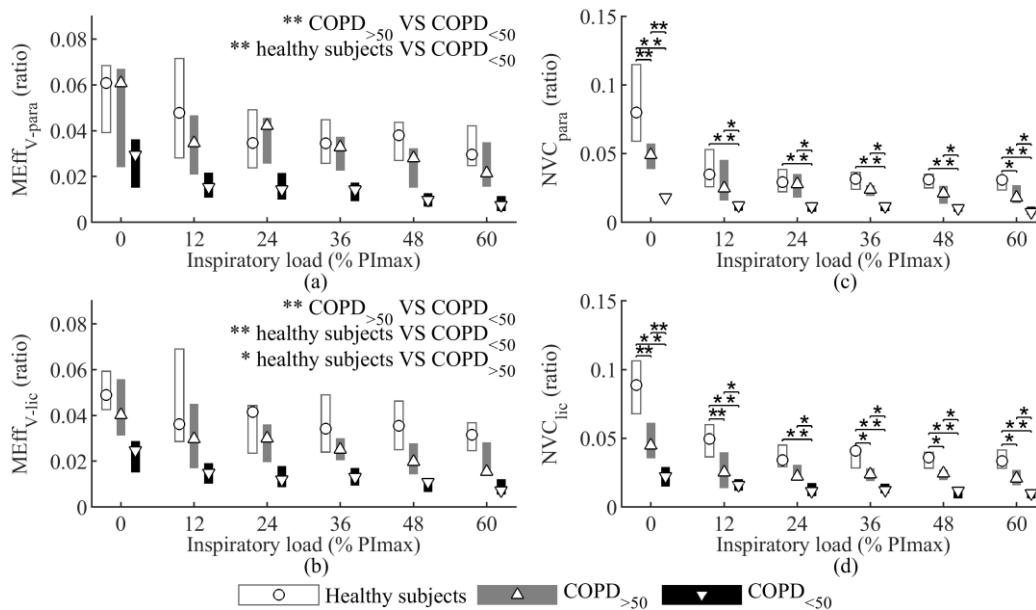 ** COPD>50 VS COPD<50
** healthy subjects VS COPD<50
MEffV-para (ratio)
0.08
0.06
0.04
0.02
0
0 12 24 36 48 60
Inspiratory load (% PImax)
(a)
** COPD>50 VS COPD<50
** healthy subjects VS COPD<50
* healthy subjects VS COPD>50
MEffV-lic (ratio)
0.08
0.06
0.04
0.02
0
0 12 24 36 48 60
Inspiratory load (% PImax)
(b)
NVCpara (ratio)
0.15
0.1
0.05
0
** ** **
** *
** *
** *
** *
* ** *
0 12 24 36 48 60
Inspiratory load (% PImax)
(c)
NVClic (ratio)
0.15
0.1
0.05
0
** ** **
** ** *
** *
* ** *
* ** *
* ** *
0 12 24 36 48 60
Inspiratory load (% PImax)
(d)
Healthy subjects COPD>50 COPD<50